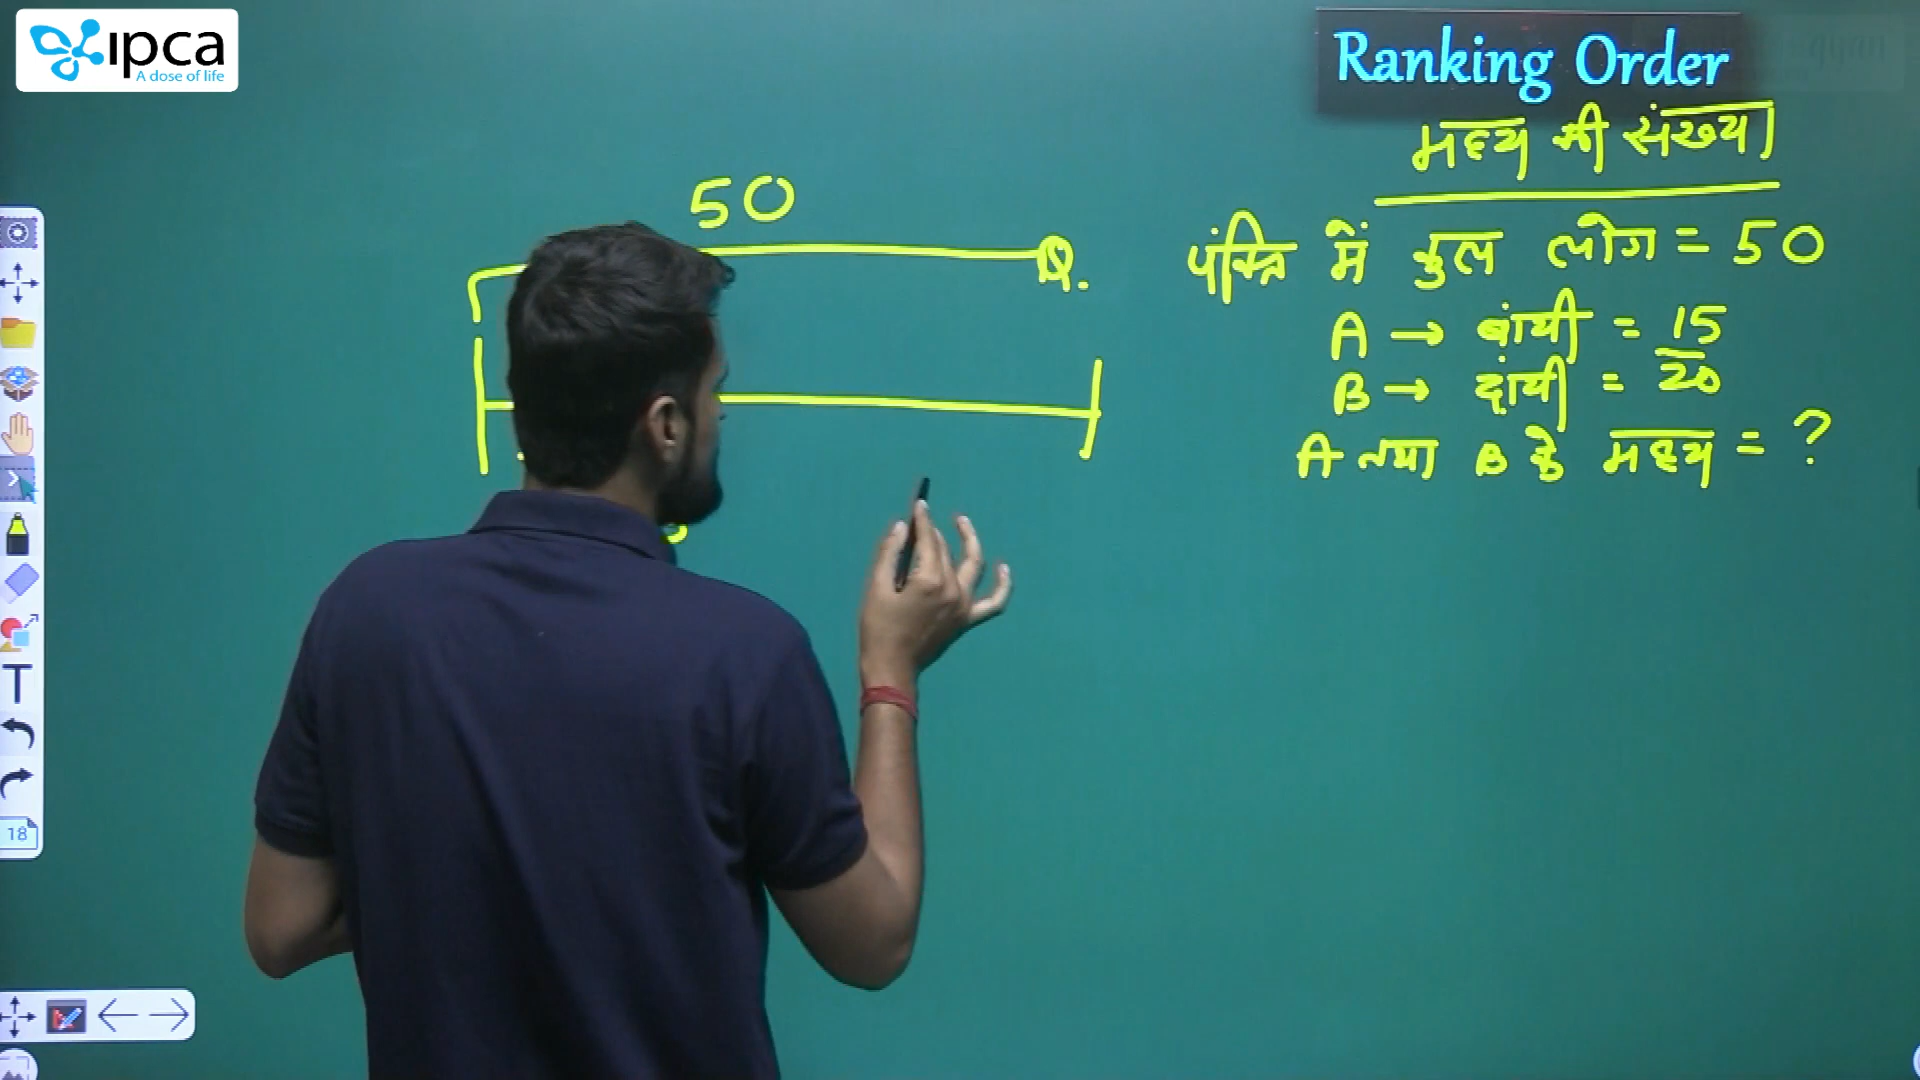 ipca
A dose of life
Ranking Order
मध्य की संख्या
50
Q.
पंक्ति में कुल लोग = 50
A → बांयी = 15
B → दांयी = 20
A तथा B के मध्य = ?
T
18